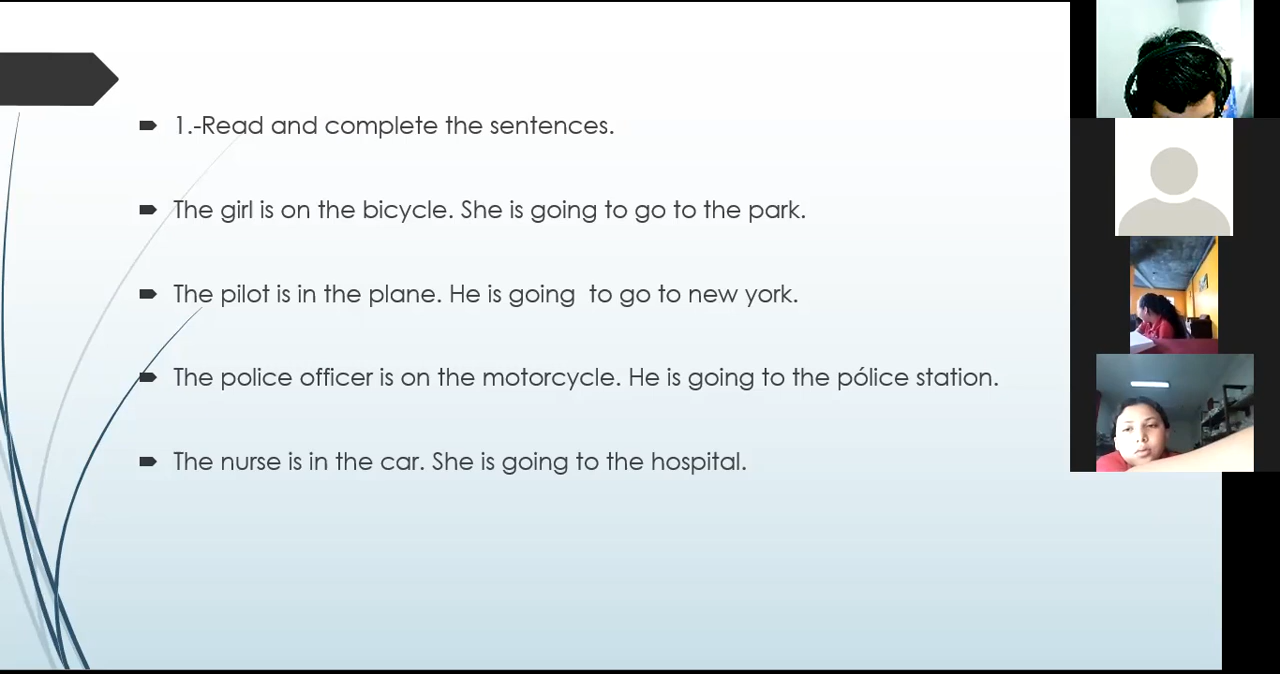 1.-Read and complete the sentences.
The girl is on the bicycle. She is going to go to the park.
The pilot is in the plane. He is going  to go to new york.
The police officer is on the motorcycle. He is going to the pólice station.
The nurse is in the car. She is going to the hospital.